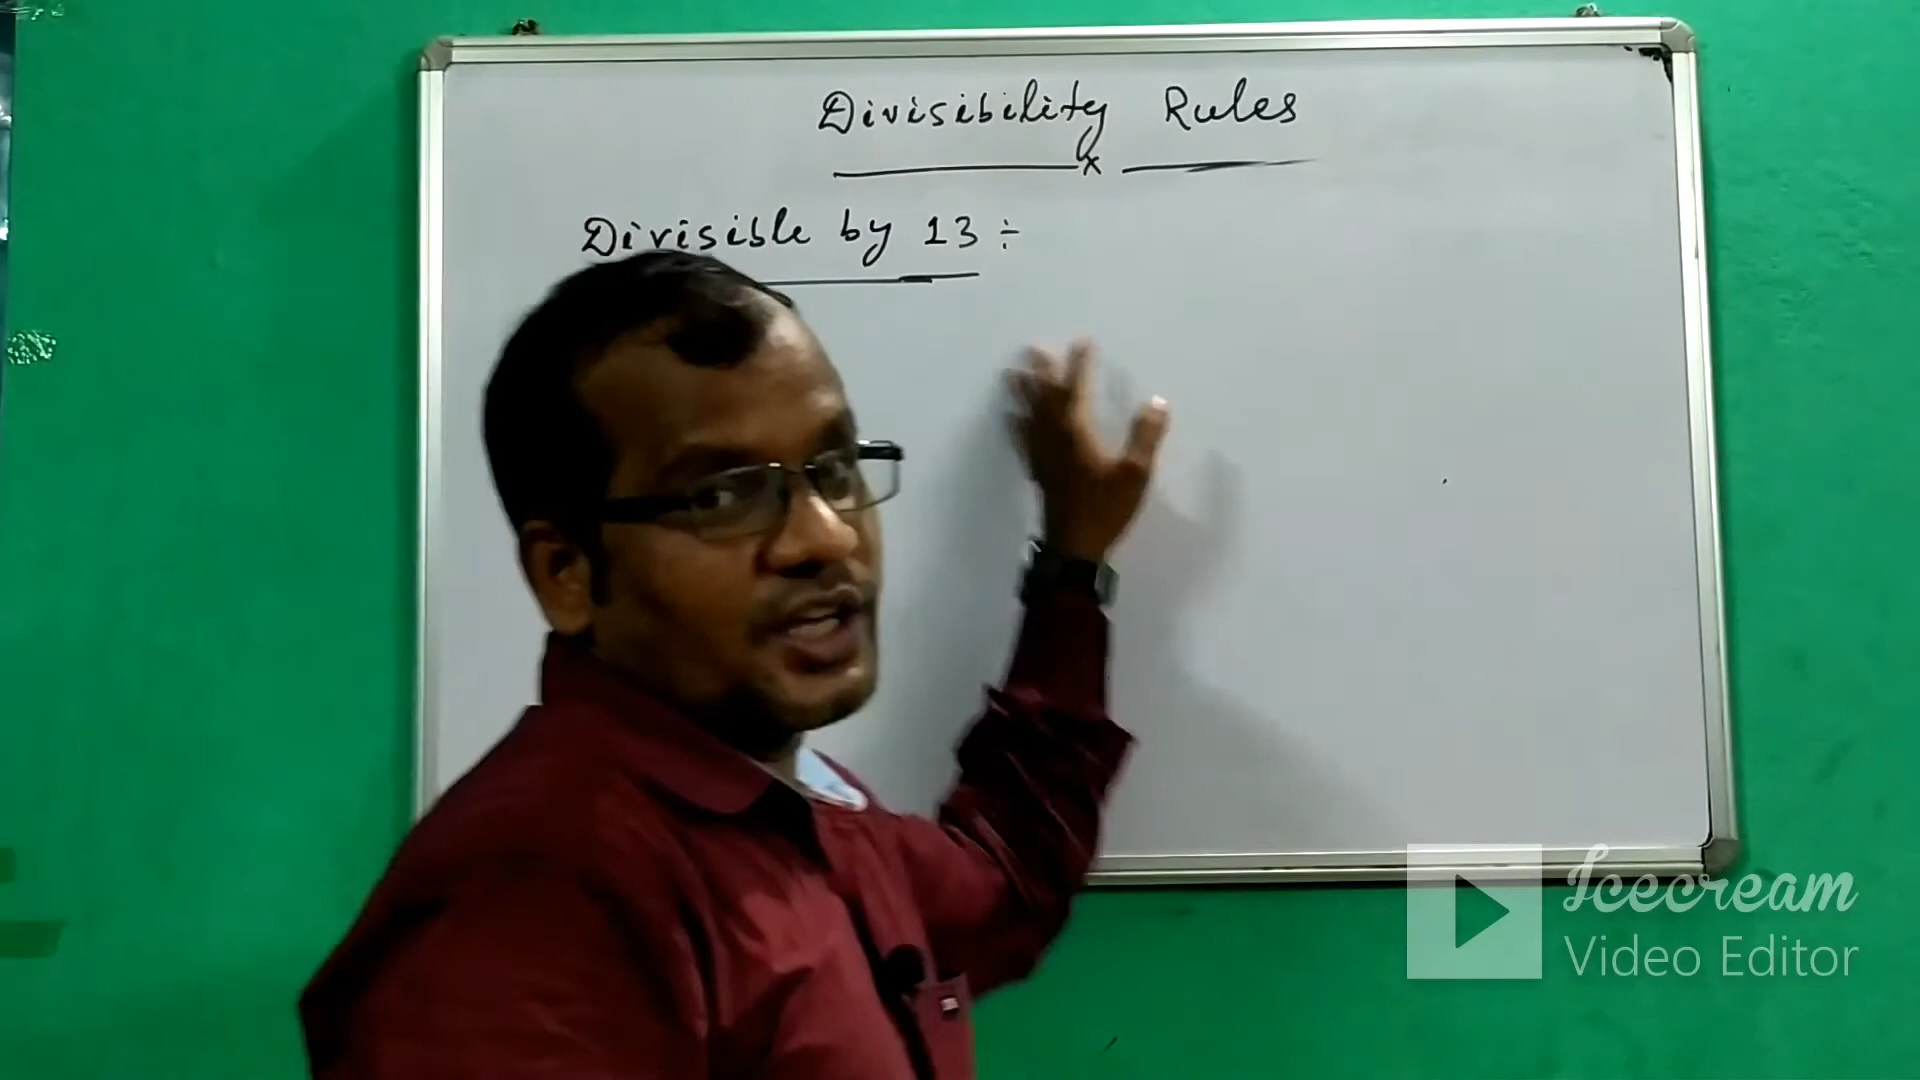 Divisibility Rules
x
Divisible by 13 ÷
Icecream
Video Editor